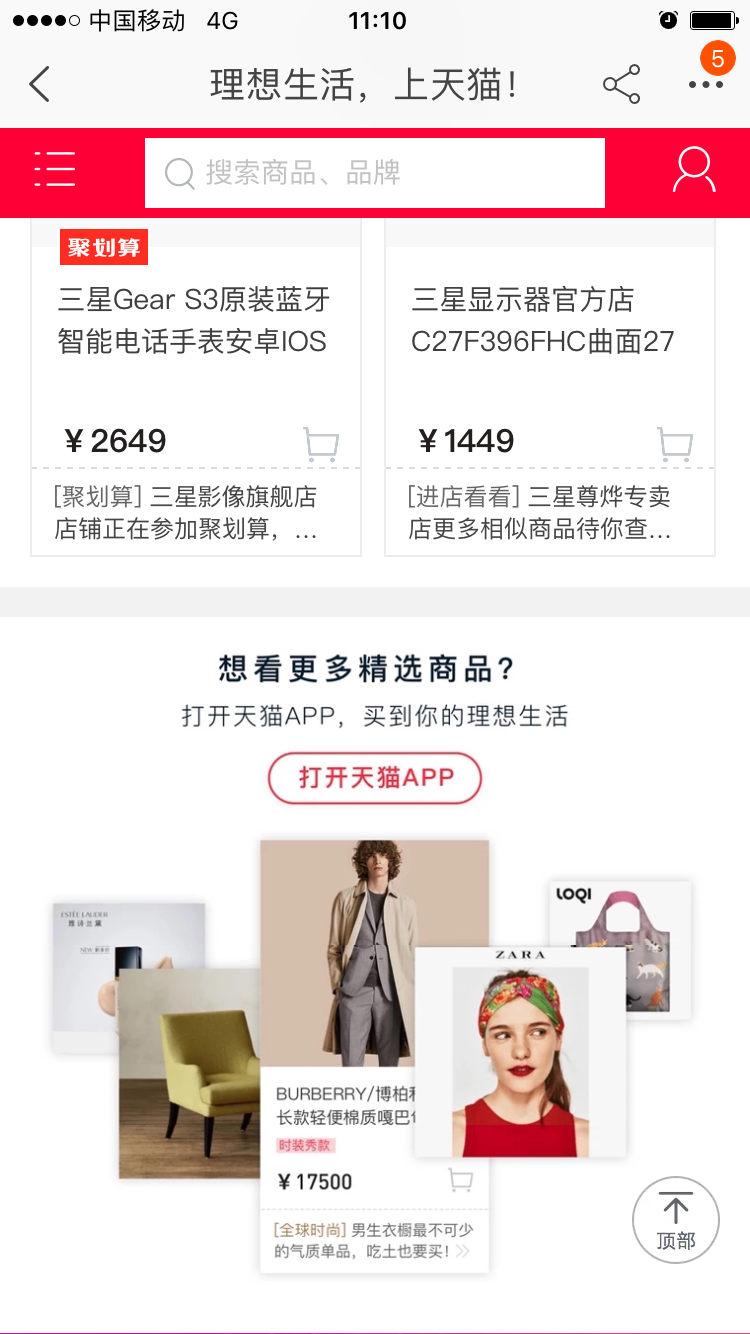 中国移动 4G 11:10
理想生活，上天猫！
5
搜索商品、品牌
聚划算
三星Gear S3原装蓝牙
智能电话手表安卓IOS
¥ 2649
[聚划算] 三星影像旗舰店
店铺正在参加聚划算，...
三星显示器官方店
C27F396FHC曲面27
¥ 1449
[进店看看] 三星尊烨专卖
店更多相似商品待你查...
想看更多精选商品?
打开天猫APP，买到你的理想生活
打开天猫APP
ESTĒE LAUDER
雅诗兰黛
NEW
LOQI
ZARA
BURBERRY/博柏利
长款轻便棉质嘎巴
时装秀款
¥ 17500
[全球时尚] 男生衣橱最不可少
的气质单品，吃土也要买!
顶部